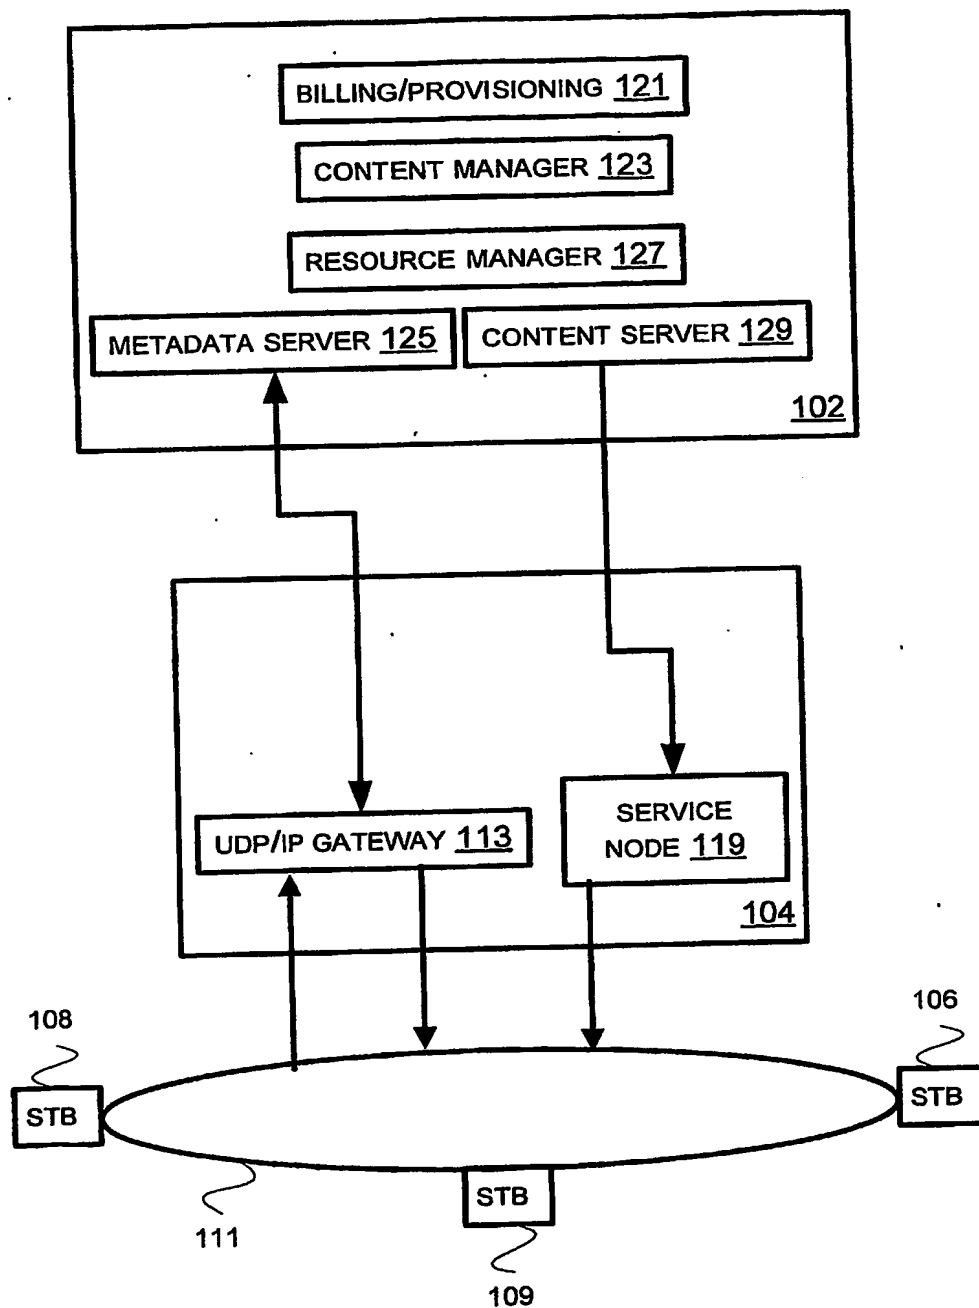 BILLING/PROVISIONING 121
CONTENT MANAGER 123
RESOURCE MANAGER 127
METADATA SERVER 125
CONTENT SERVER 129
102
SERVICE
NODE 119
UDP/IP GATEWAY 113
104
108
106
STB
STB
STB
111
109